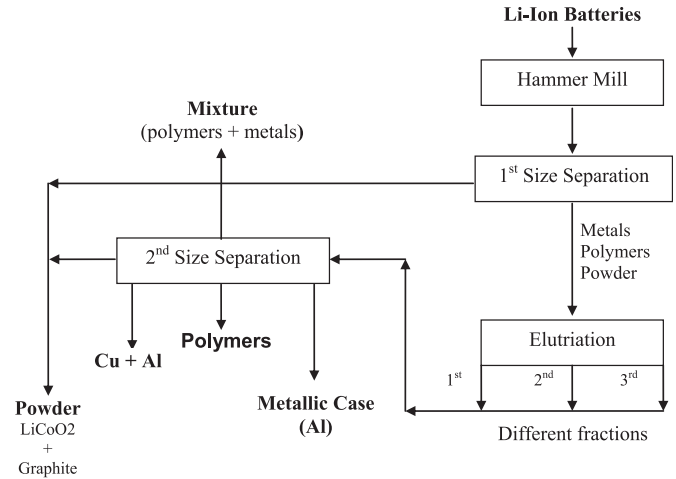 Li-Ion Batteries
Hammer Mill
Mixture
(polymers + metals)
1st Size Separation
Metals
Polymers
Powder
2nd Size Separation
Elutriation
Polymers
Cu + Al
1st 2nd 3rd
Metallic Case
(Al)
Powder
LiCoO2
+
Graphite
Different fractions